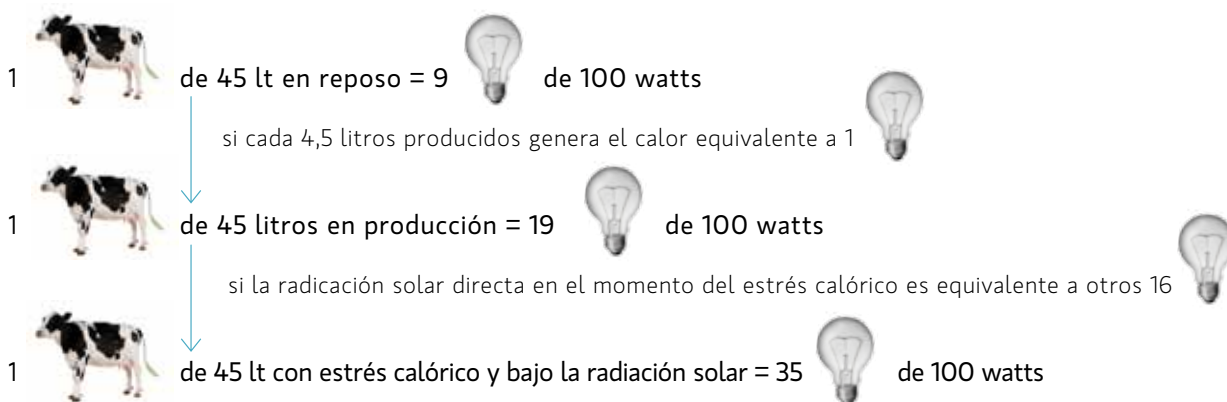 1 de 45 lt en reposo = 9 de 100 watts
si cada 4,5 litros producidos genera el calor equivalente a 1
1 de 45 litros en producción = 19 de 100 watts
si la radicación solar directa en el momento del estrés calórico es equivalente a otros 16
1 de 45 lt con estrés calórico y bajo la radiación solar = 35 de 100 watts